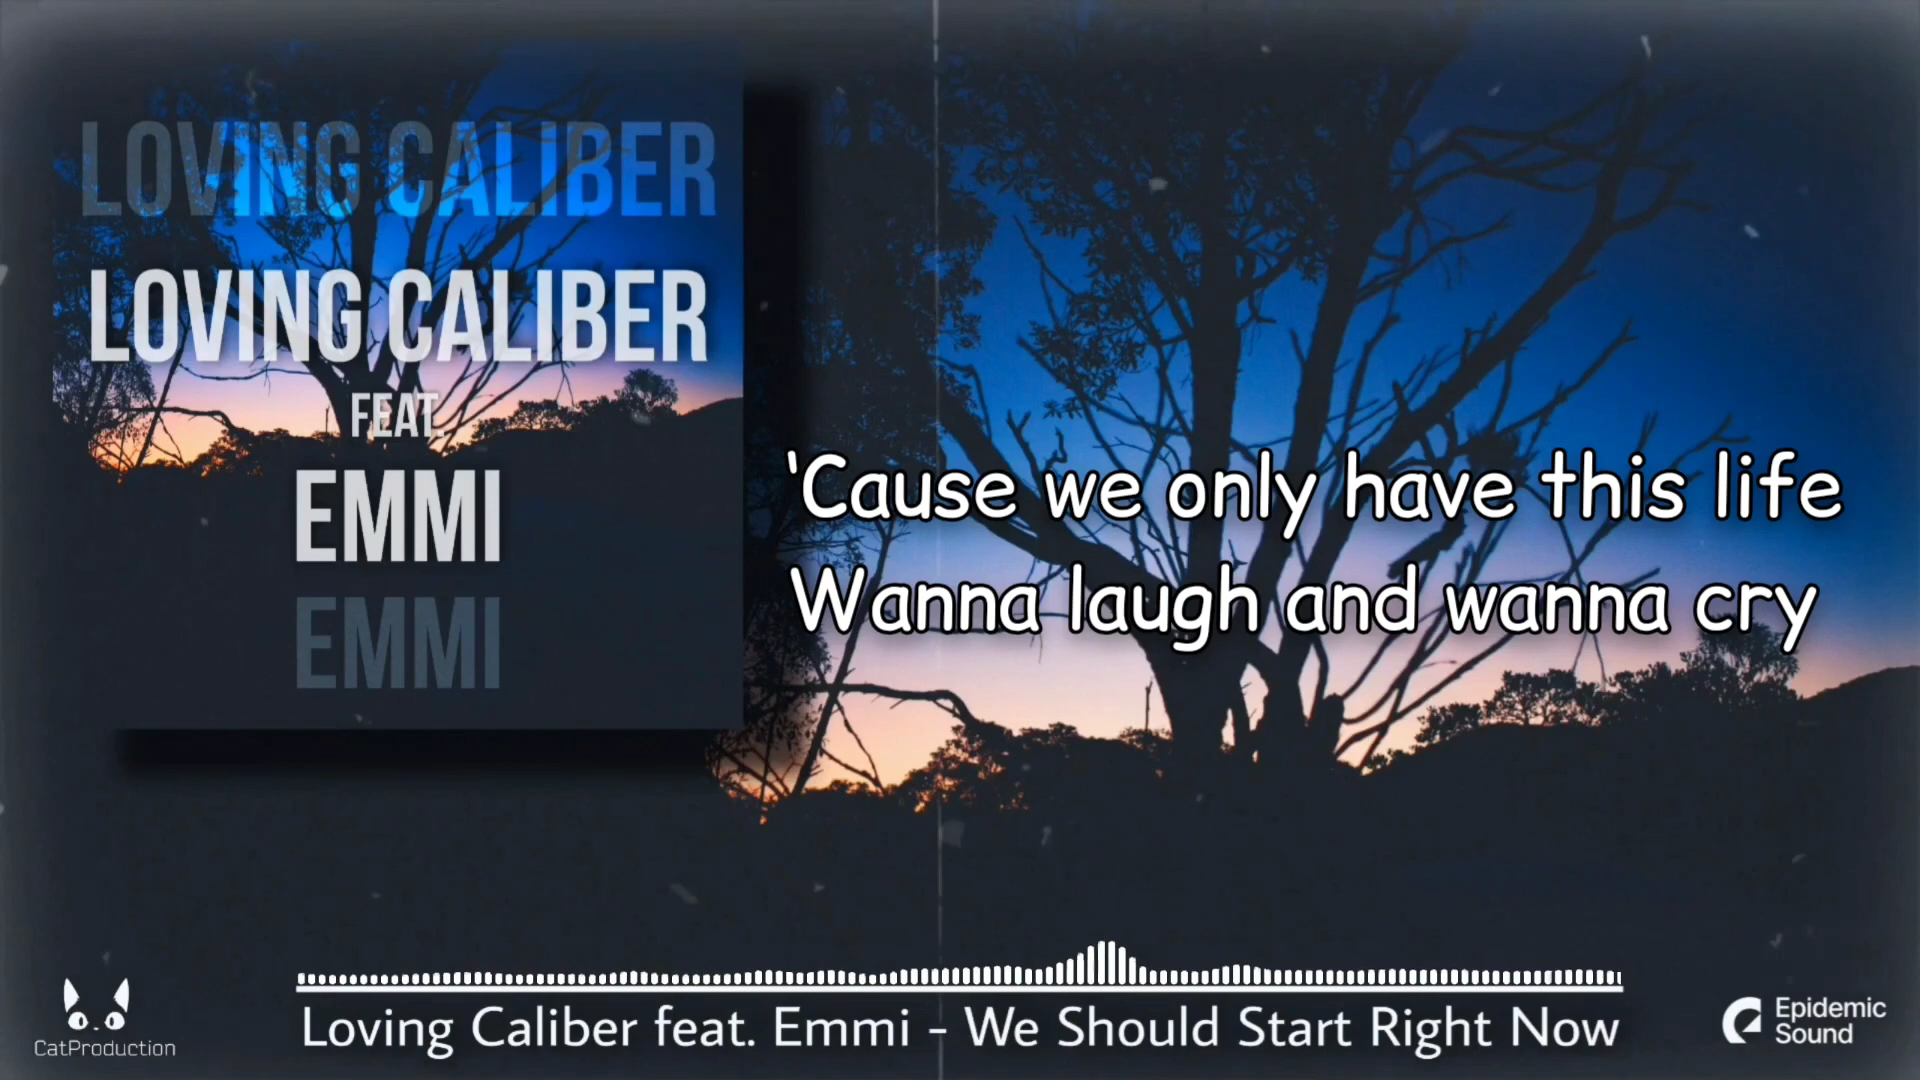 LOVING CALIBER
LOVING CALIBER
FEAT.
EMMI
EMMI
'Cause we only have this life
Wanna laugh and wanna cry
Loving Caliber feat. Emmi - We Should Start Right Now
CatProduction
Epidemic
Sound